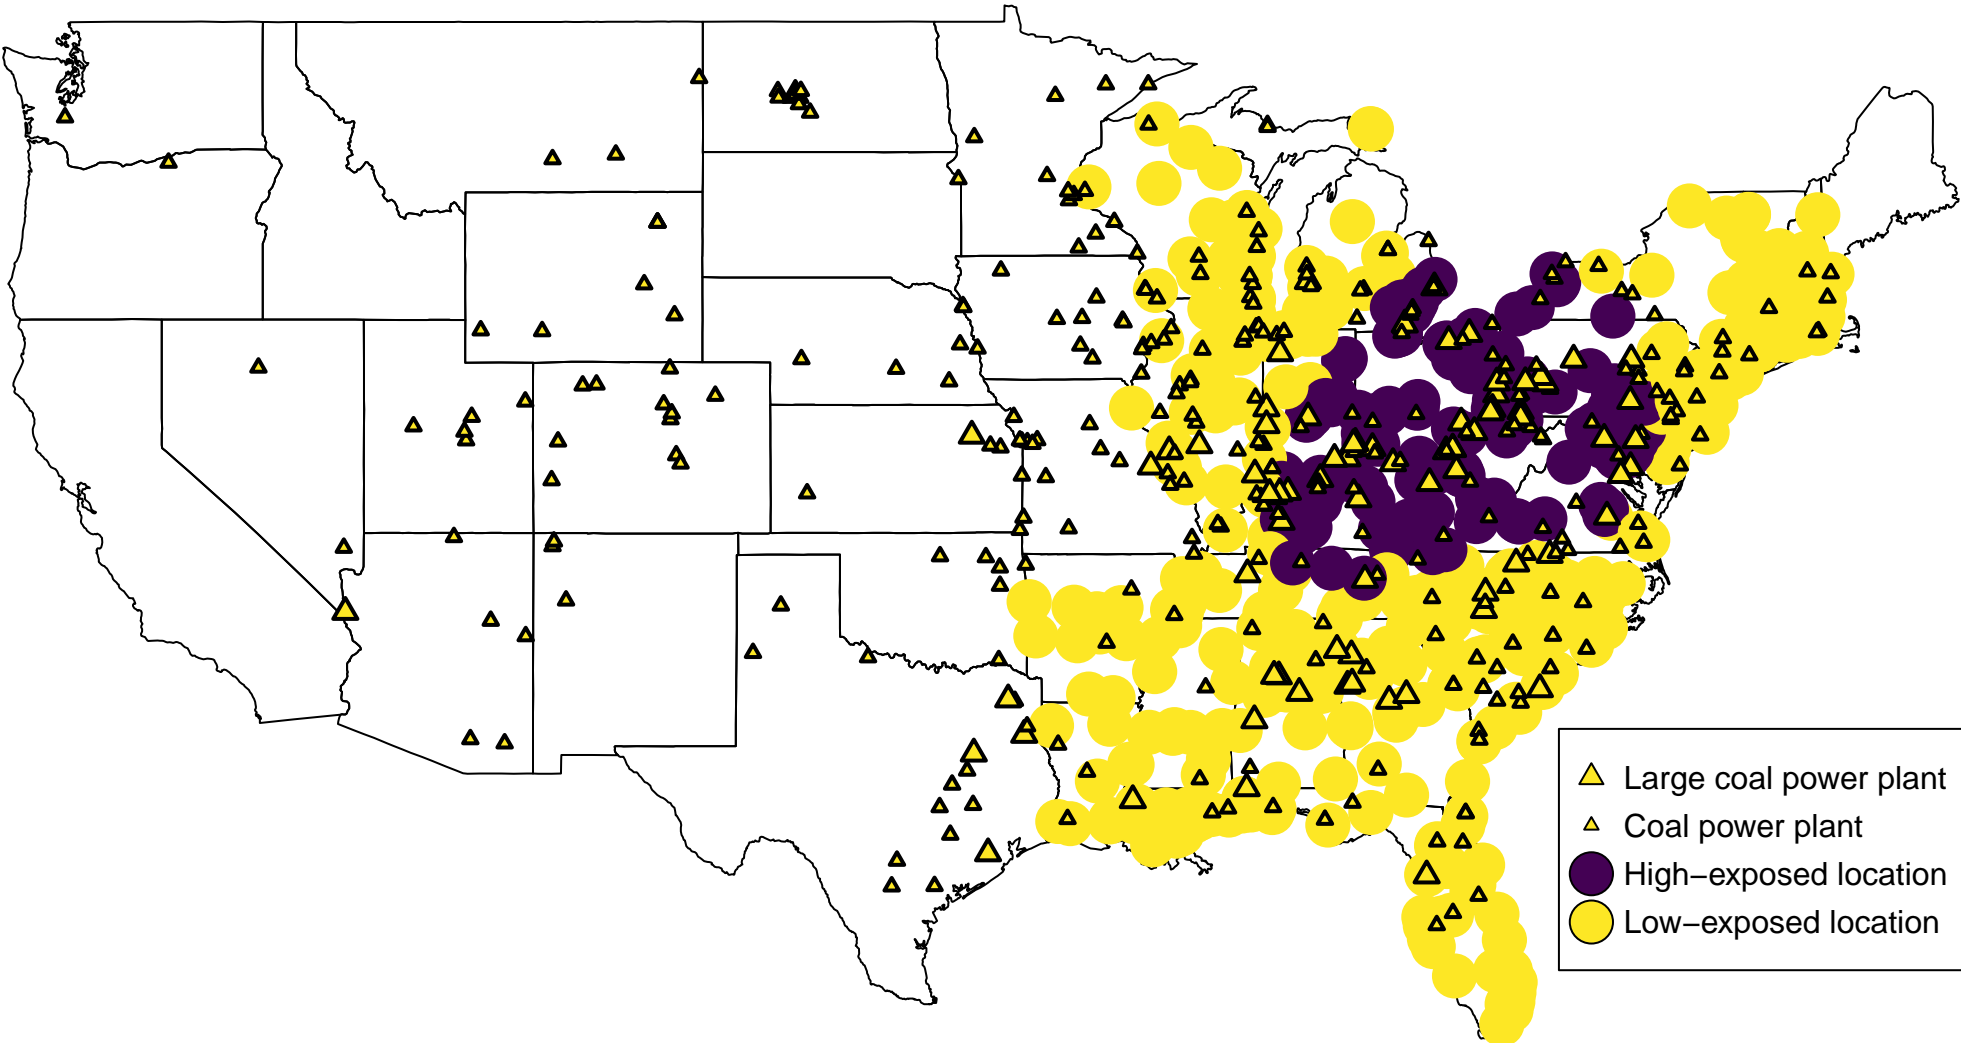 Large coal power plant
Coal power plant
High−exposed location
Low−exposed location